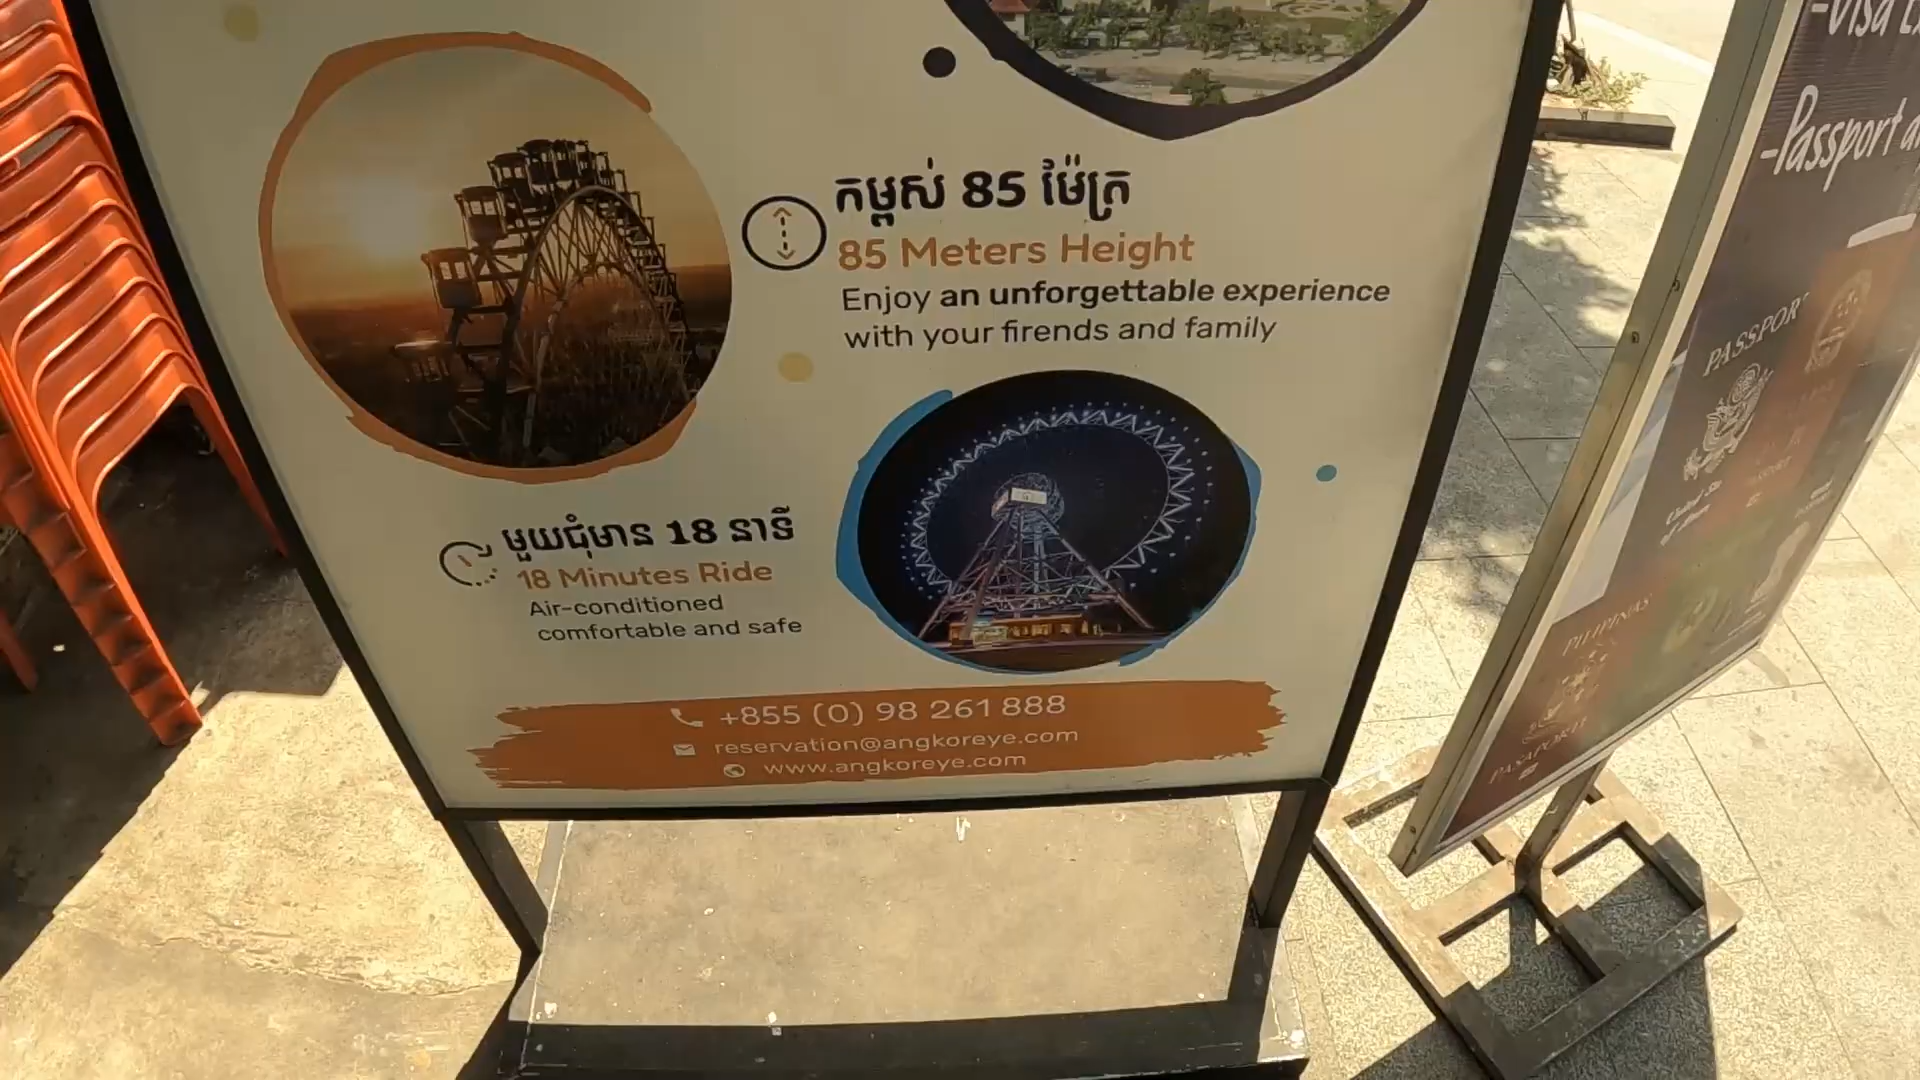 កម្ពស់ 85 ម៉ែត្រ
85 Meters Height
Enjoy an unforgettable experience
with your firends and family
មួយជុំមាន 18 នាទី
18 Minutes Ride
Air-conditioned
comfortable and safe
+855 (0) 98 261 888
reservation@angkoreye.com
www.angkoreye.com
-Visa
-Passport
PASSPORT
PILIPINAS
PASAPORTE